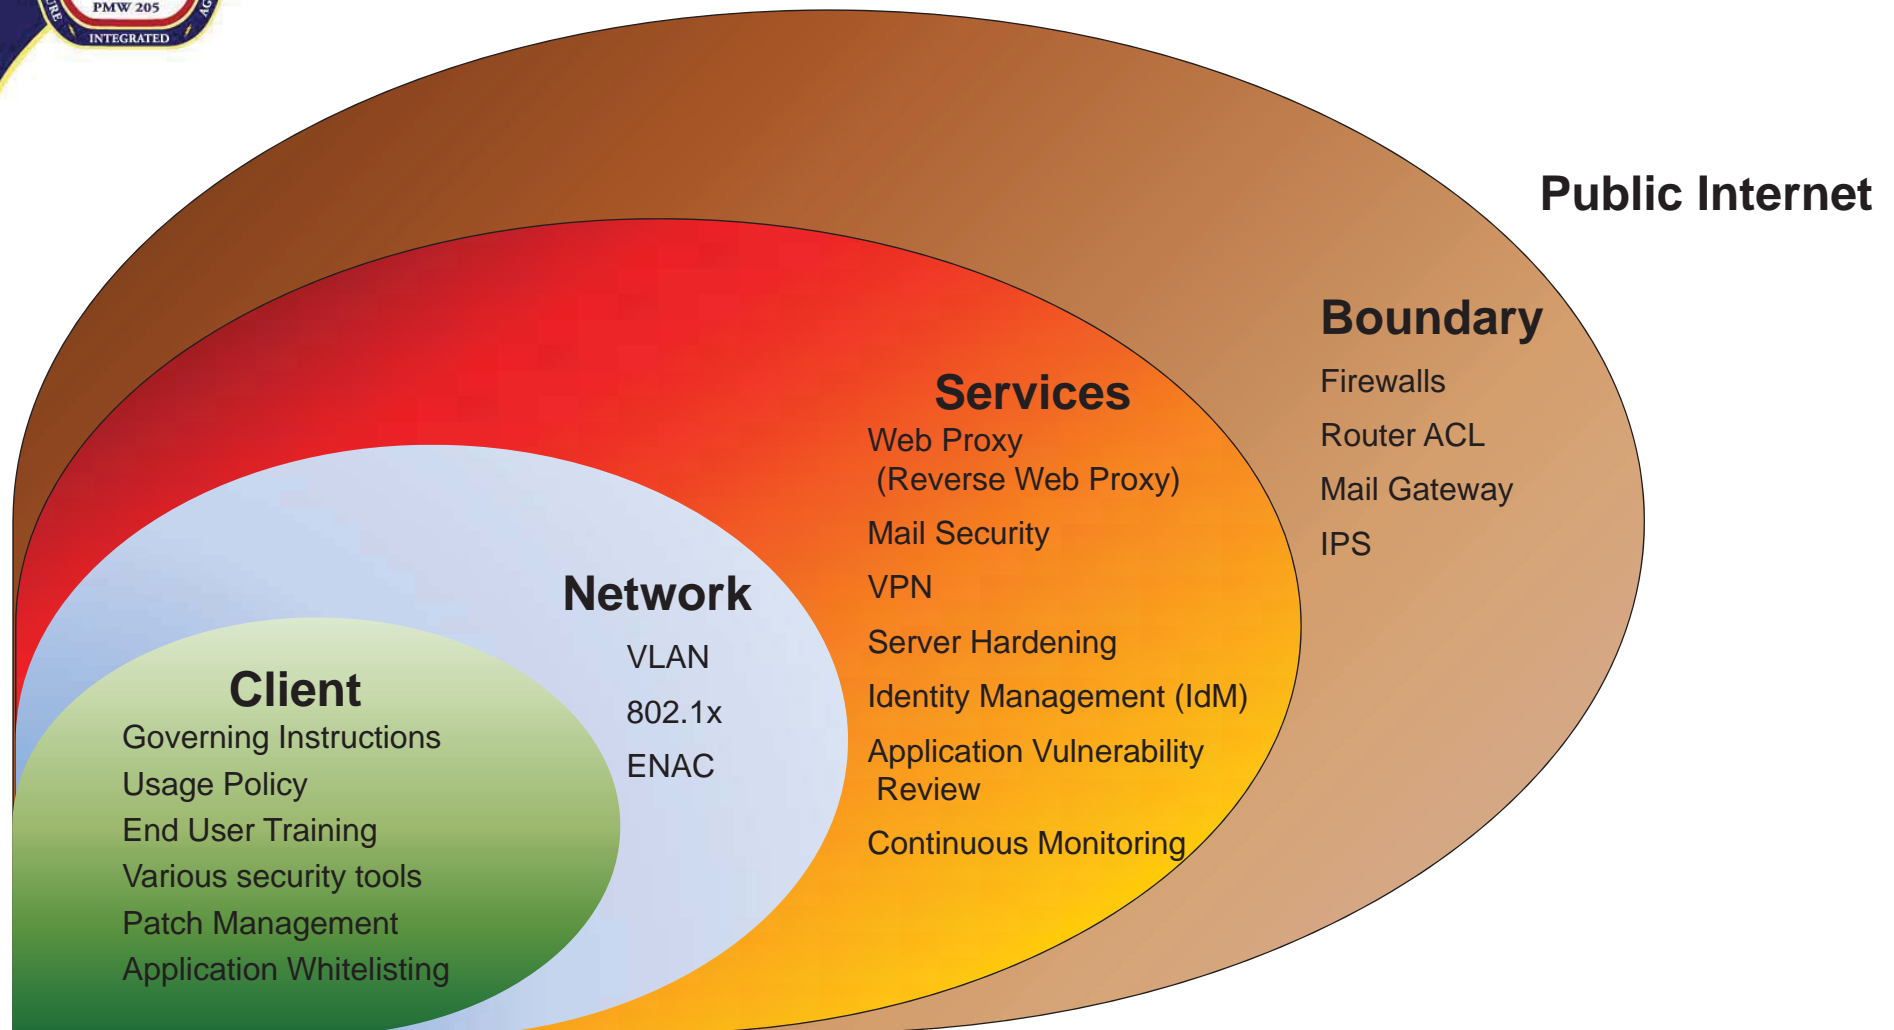 PMW 205
INTEGRATED
Public Internet
Boundary
Firewalls
Router ACL
Mail Gateway
IPS
Services
Web Proxy
(Reverse Web Proxy)
Mail Security
VPN
Server Hardening
Identity Management (IdM)
Application Vulnerability
Review
Continuous Monitoring
Network
VLAN
802.1x
ENAC
Client
Governing Instructions
Usage Policy
End User Training
Various security tools
Patch Management
Application Whitelisting